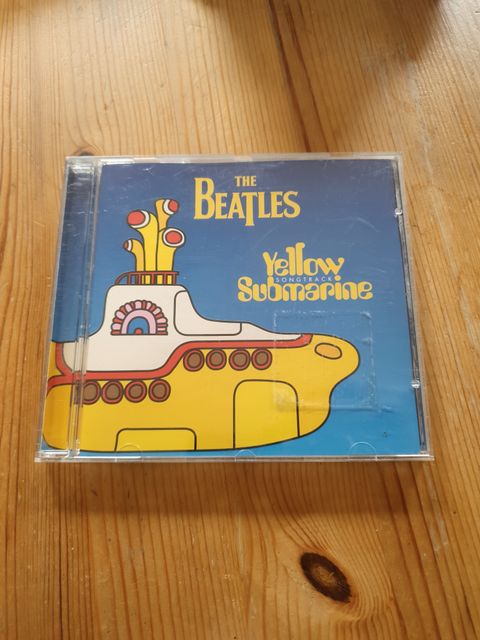 THE
BEATLES
Yellow
SONGTRACK
Submarine